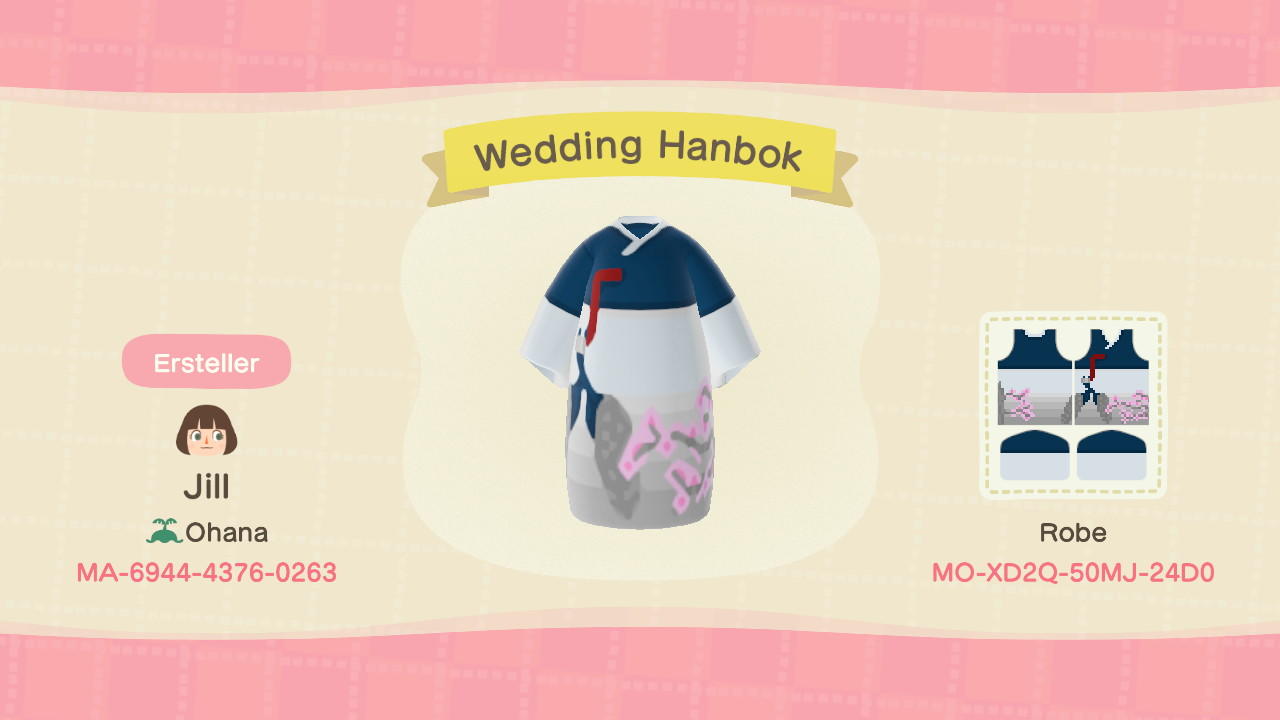 Wedding Hanbok
Ersteller
Jill
Ohana
MA-6944-4376-0263
Robe
MO-XD2Q-50MJ-24D0